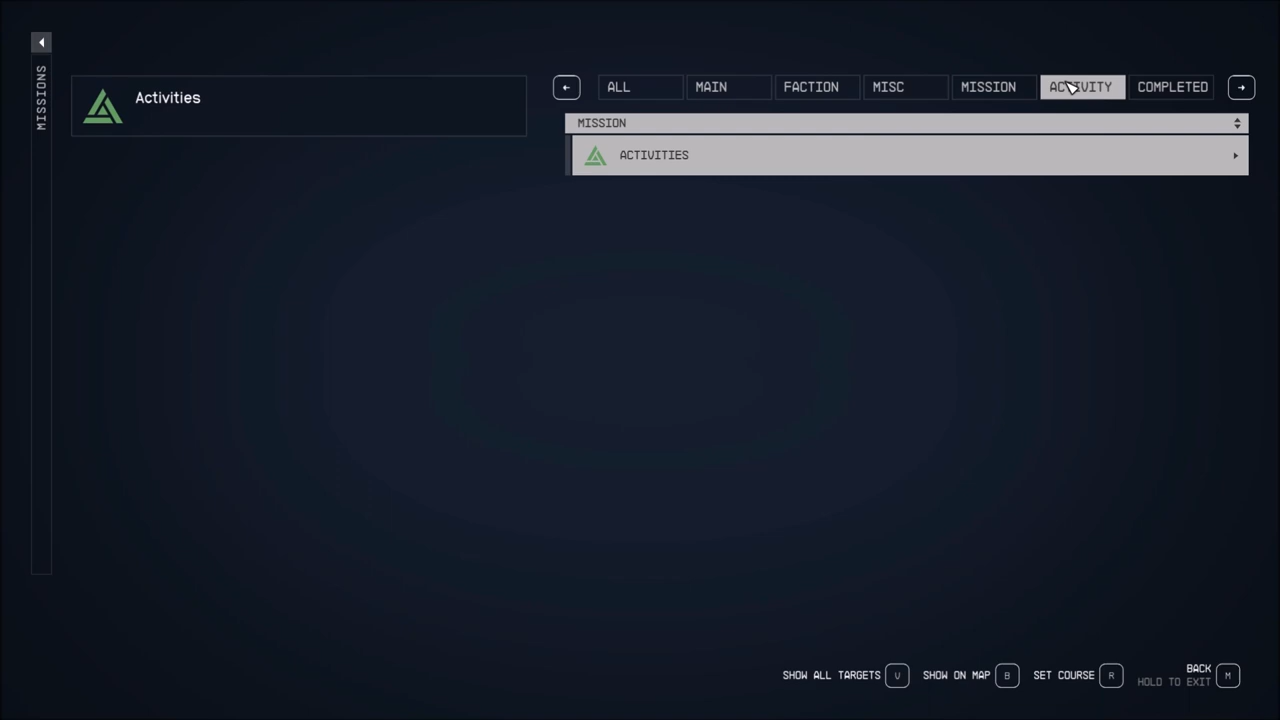 MISSIONS
Activities
ALL MAIN FACTION MISC MISSION ACTIVITY COMPLETED
MISSION
ACTIVITIES
SHOW ALL TARGETS V SHOW ON MAP B SET COURSE R BACK M
HOLD TO EXIT